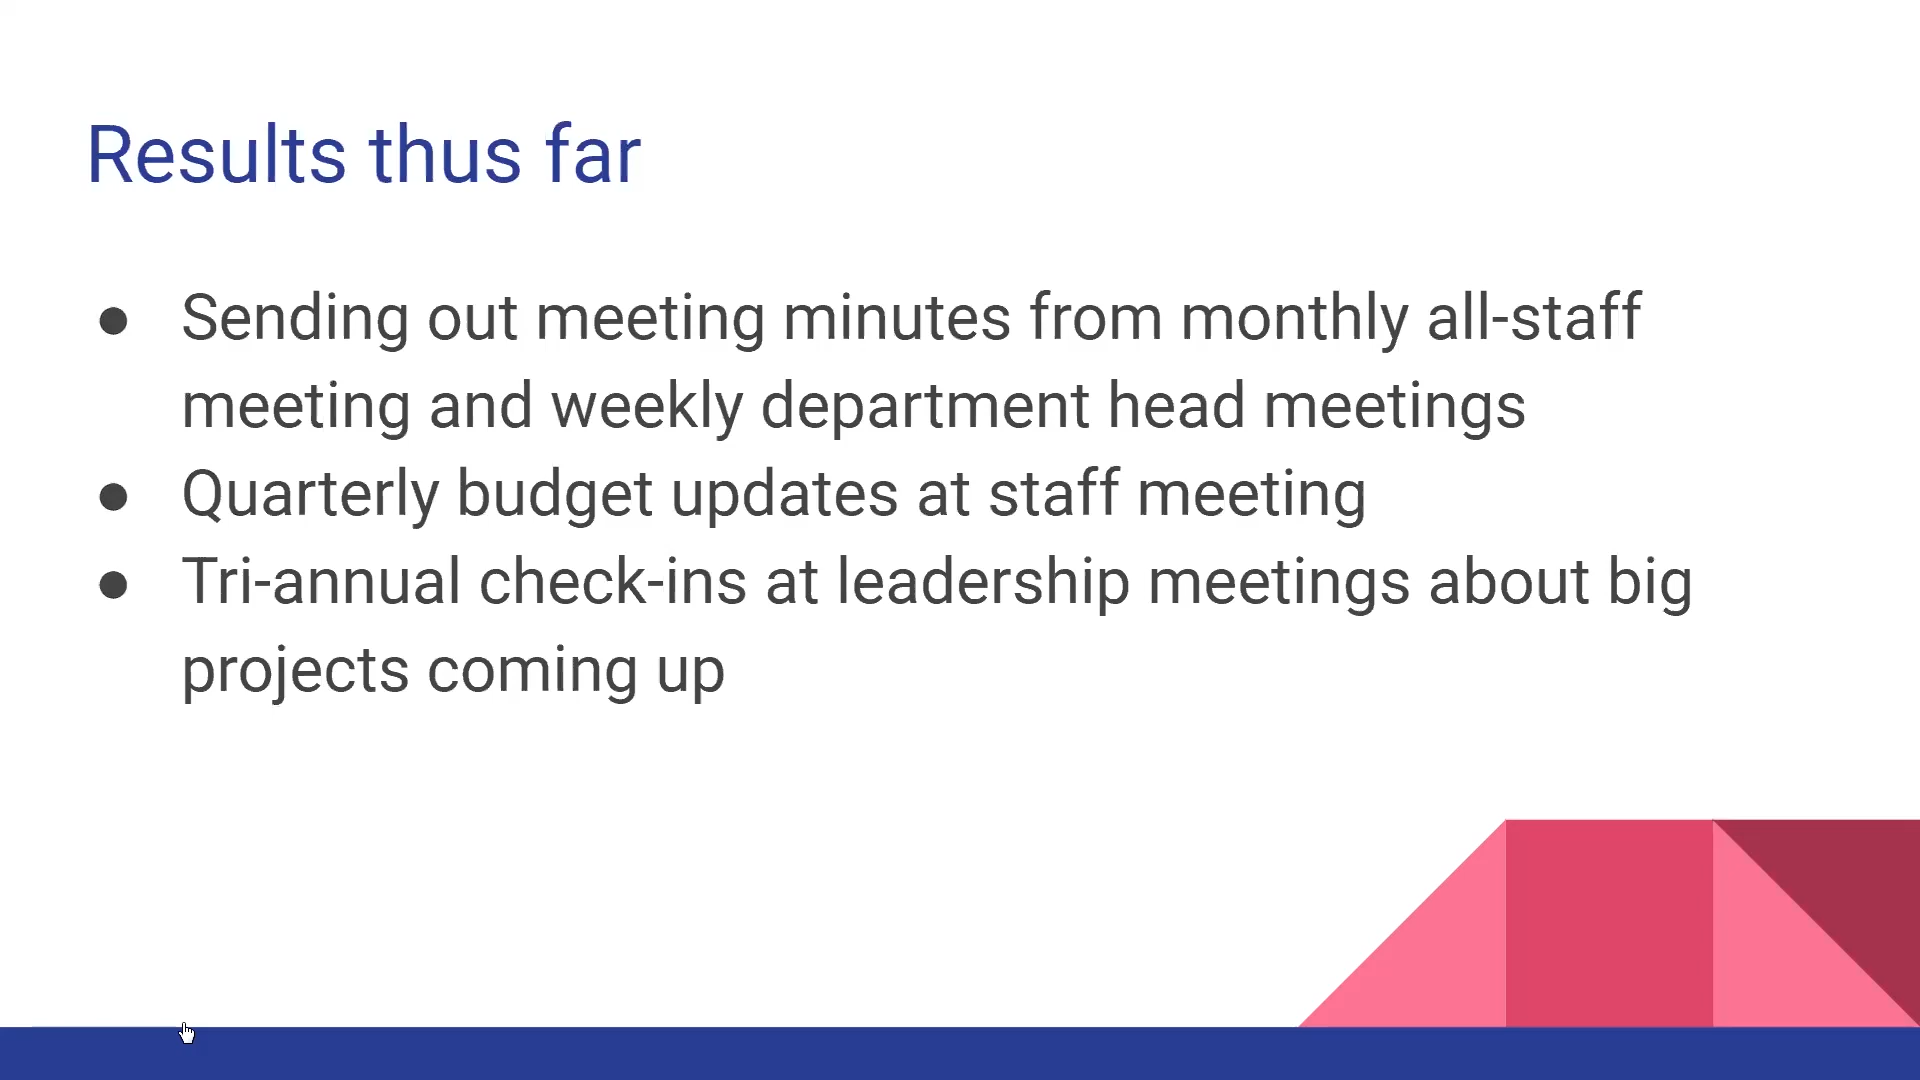 Results thus far
● Sending out meeting minutes from monthly all-staff
meeting and weekly department head meetings
● Quarterly budget updates at staff meeting
● Tri-annual check-ins at leadership meetings about big
projects coming up